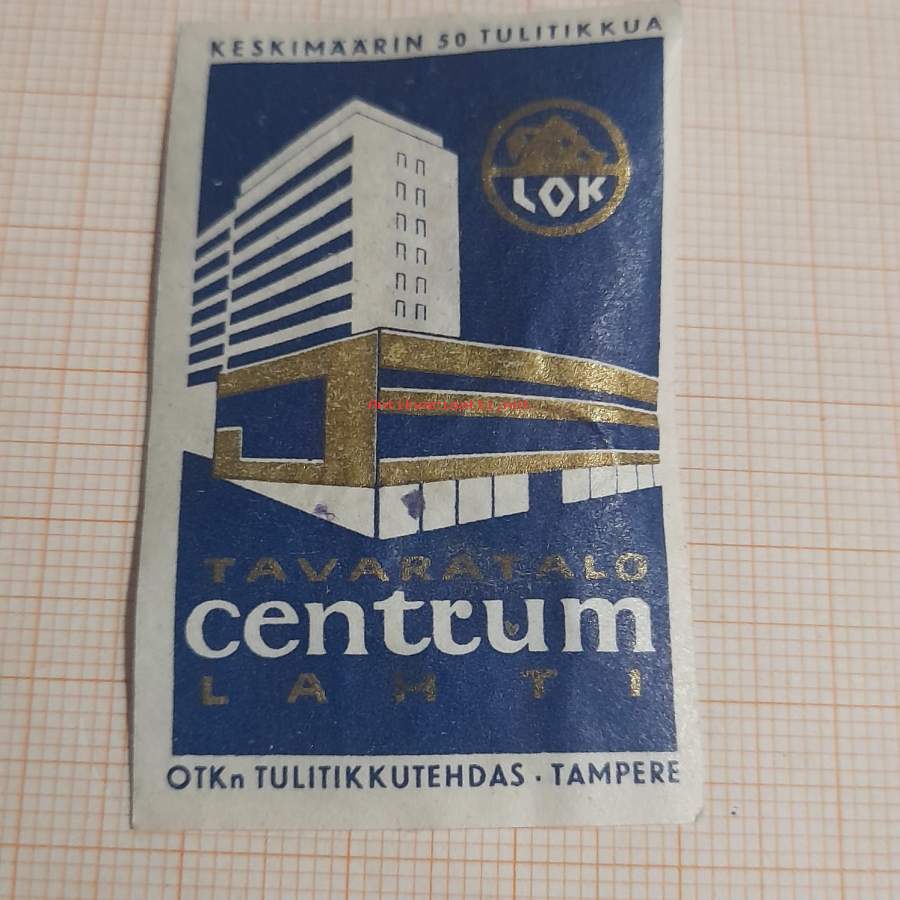 KESKIMÄÄRIN 50 TULITIKKUA
LOK
TAVARATALO
centrum
LAHTI
OTKn TULITIKKUTEHDAS · TAMPERE